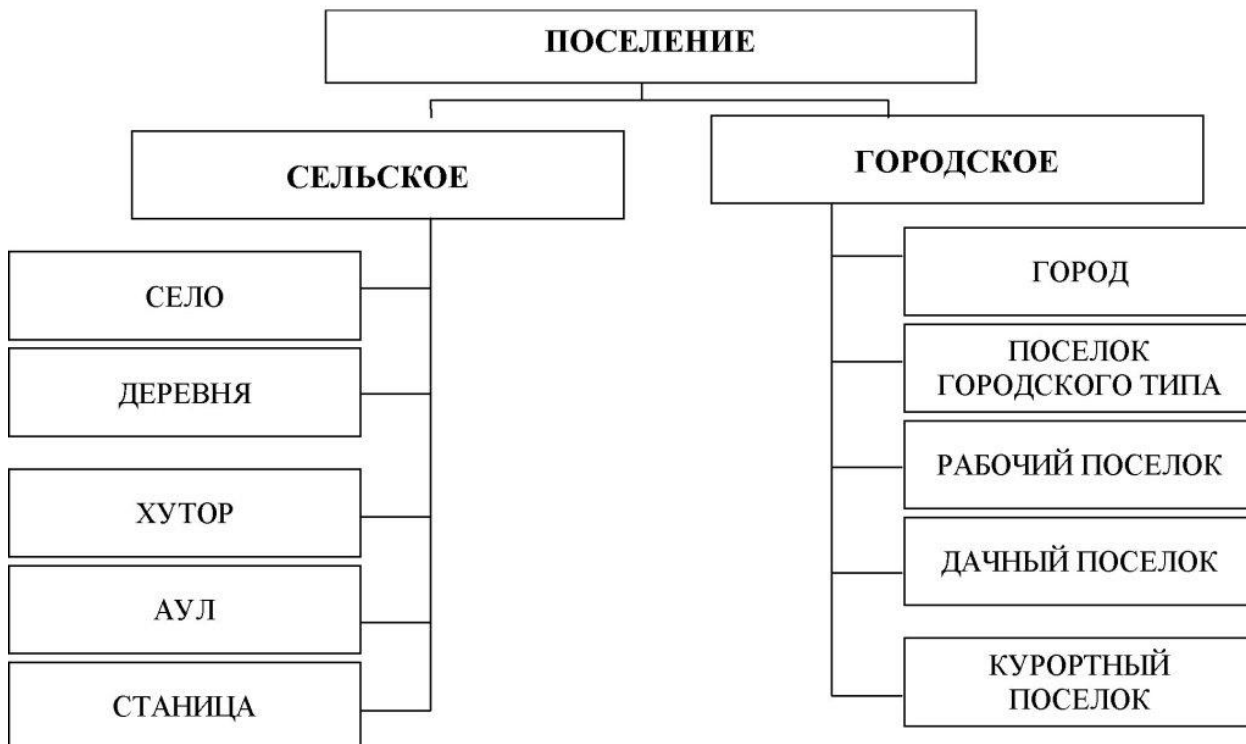 ПОСЕЛЕНИЕ
СЕЛЬСКОЕ
ГОРОДСКОЕ
СЕЛО
ДЕРЕВНЯ
ХУТОР
АУЛ
СТАНИЦА
ГОРОД
ПОСЕЛОК
ГОРОДСКОГО ТИПА
РАБОЧИЙ ПОСЕЛОК
ДАЧНЫЙ ПОСЕЛОК
КУРОРТНЫЙ
ПОСЕЛОК